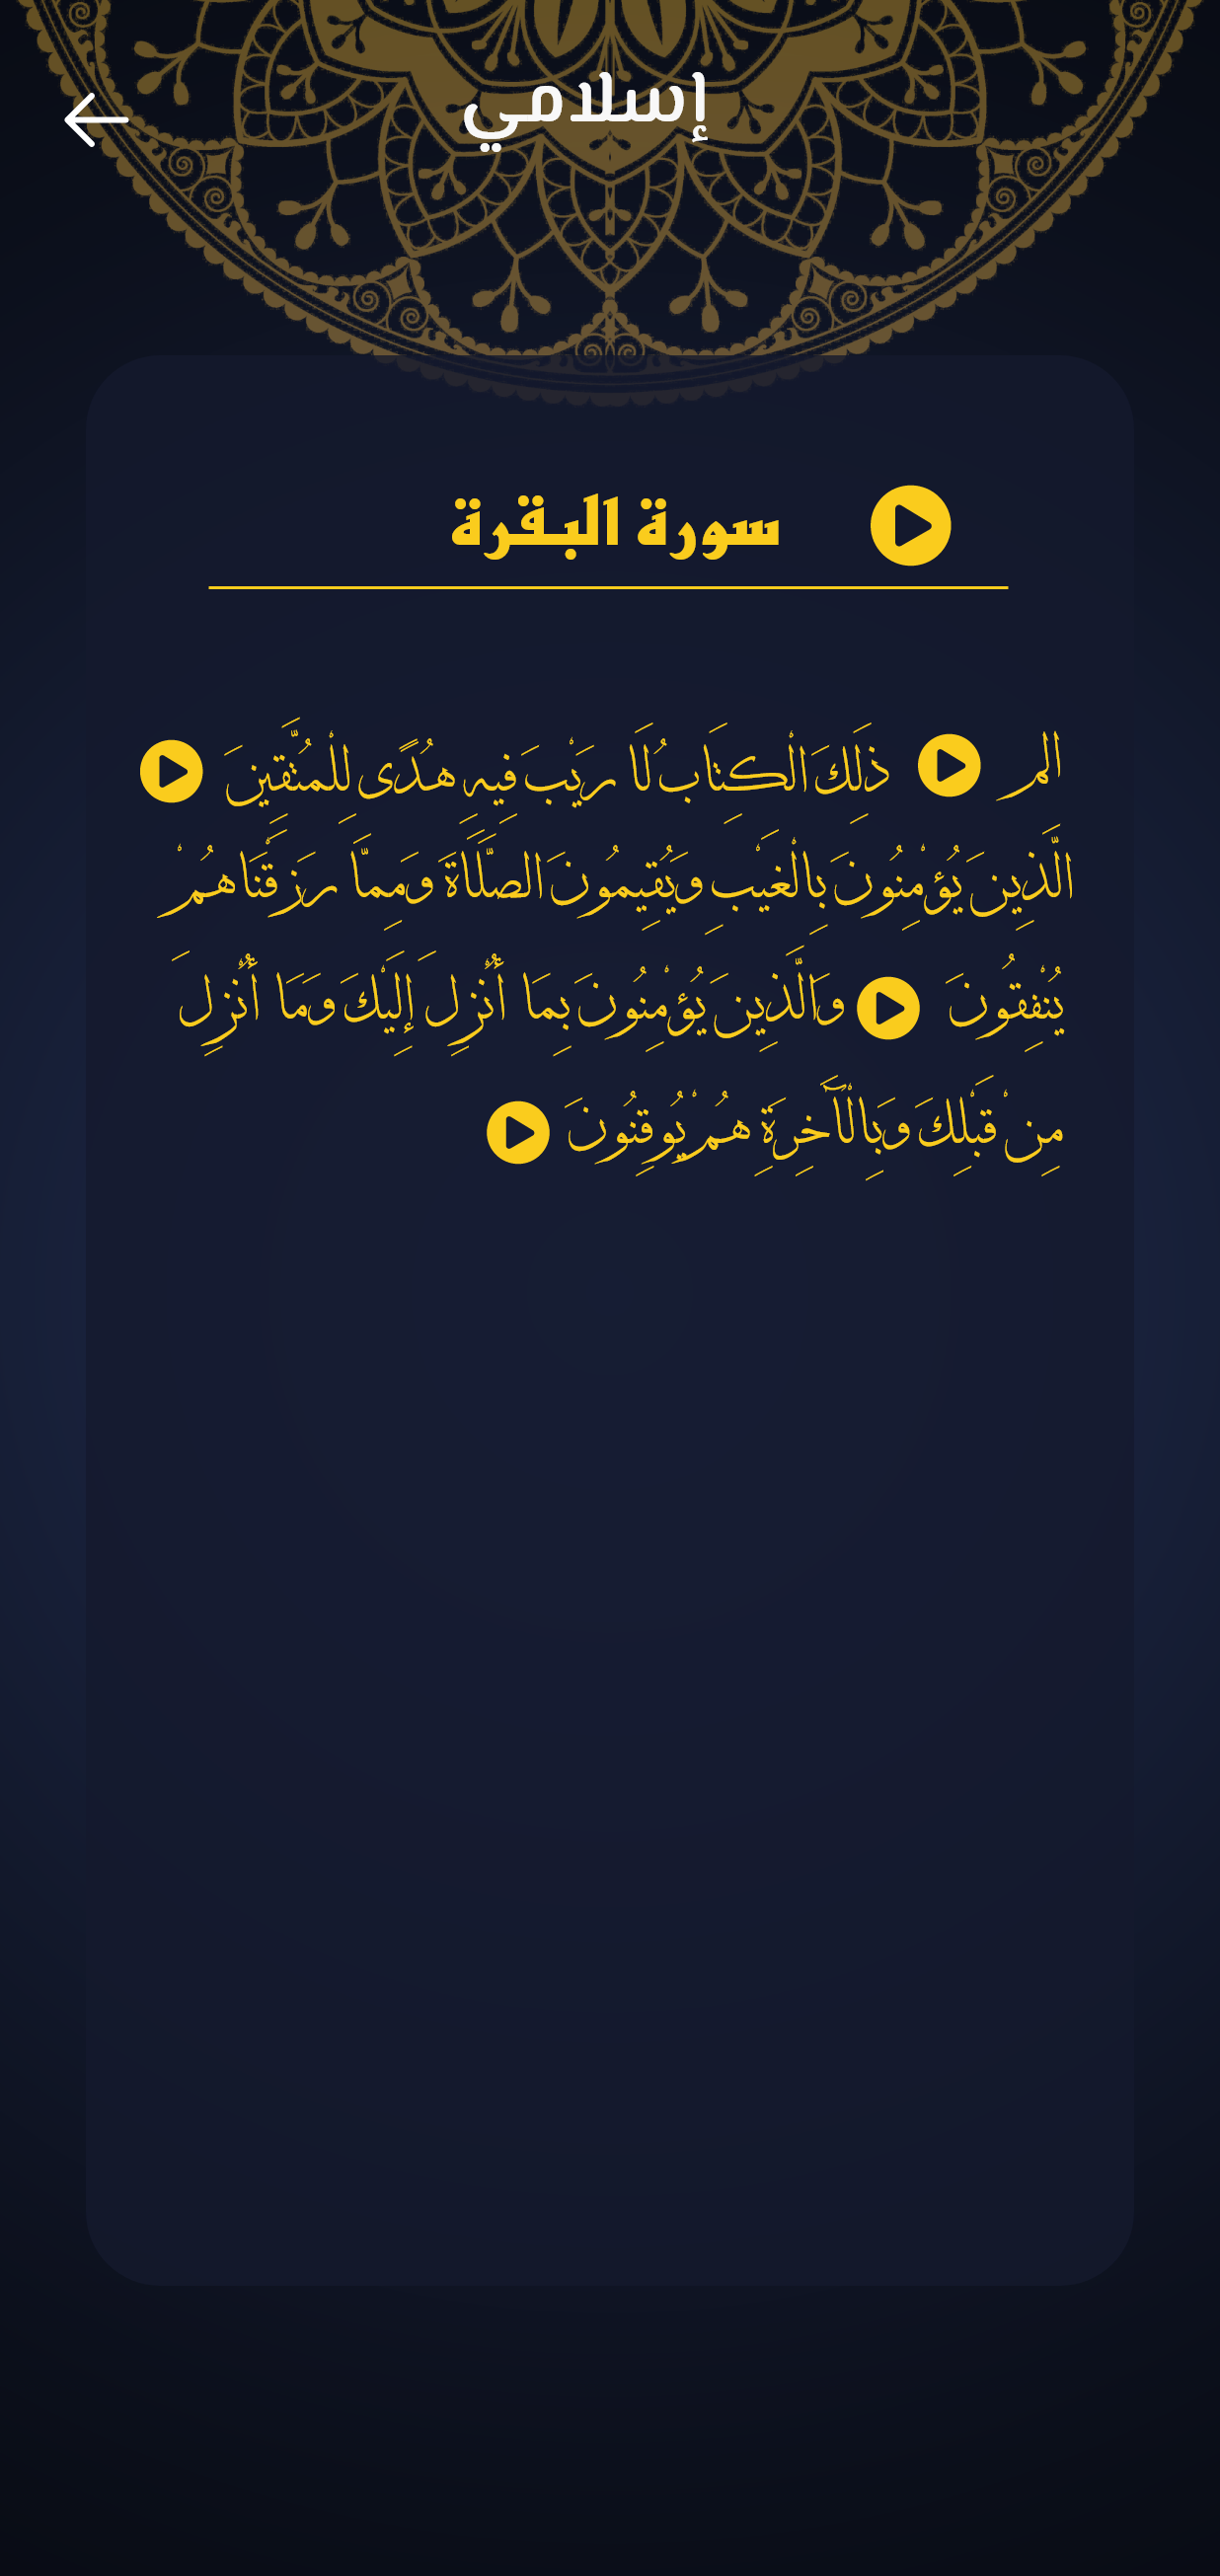 إسلامي
سورة البقرة
الم ذَلِكَ الْكِتَابُ لَا رَيْبَ فِيهِ هُدًى لِلْمُتَّقِينَ
الَّذِينَ يُؤْمِنُونَ بِالْغَيْبِ وَيُقِيمُونَ الصَّلَاةَ وَمِمَّا رَزَقْنَاهُمْ
يُنْفِقُونَ وَالَّذِينَ يُؤْمِنُونَ بِمَا أُنْزِلَ إِلَيْكَ وَمَا أُنْزِلَ
مِنْ قَبْلِكَ وَبِالْآَخِرَةِ هُمْ يُوقِنُونَ